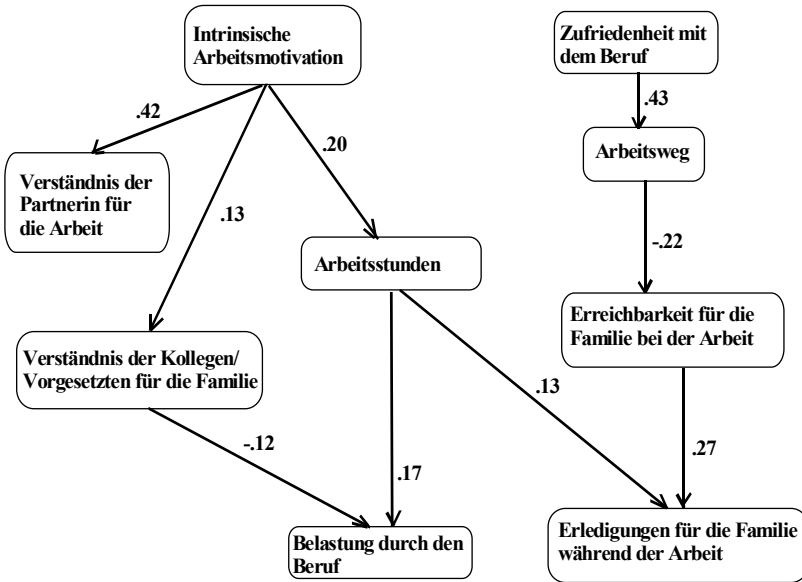 Intrinsische
Arbeitsmotivation
Zufriedenheit mit
dem Beruf
.42
.43
.20
Arbeitsweg
Verständnis der
Partnerin für
die Arbeit
.13
-.22
Arbeitsstunden
Erreichbarkeit für die
Familie bei der Arbeit
Verständnis der Kollegen/
Vorgesetzten für die Familie
.13
-.12
.17
.27
Belastung durch den
Beruf
Erledigungen für die Familie
während der Arbeit